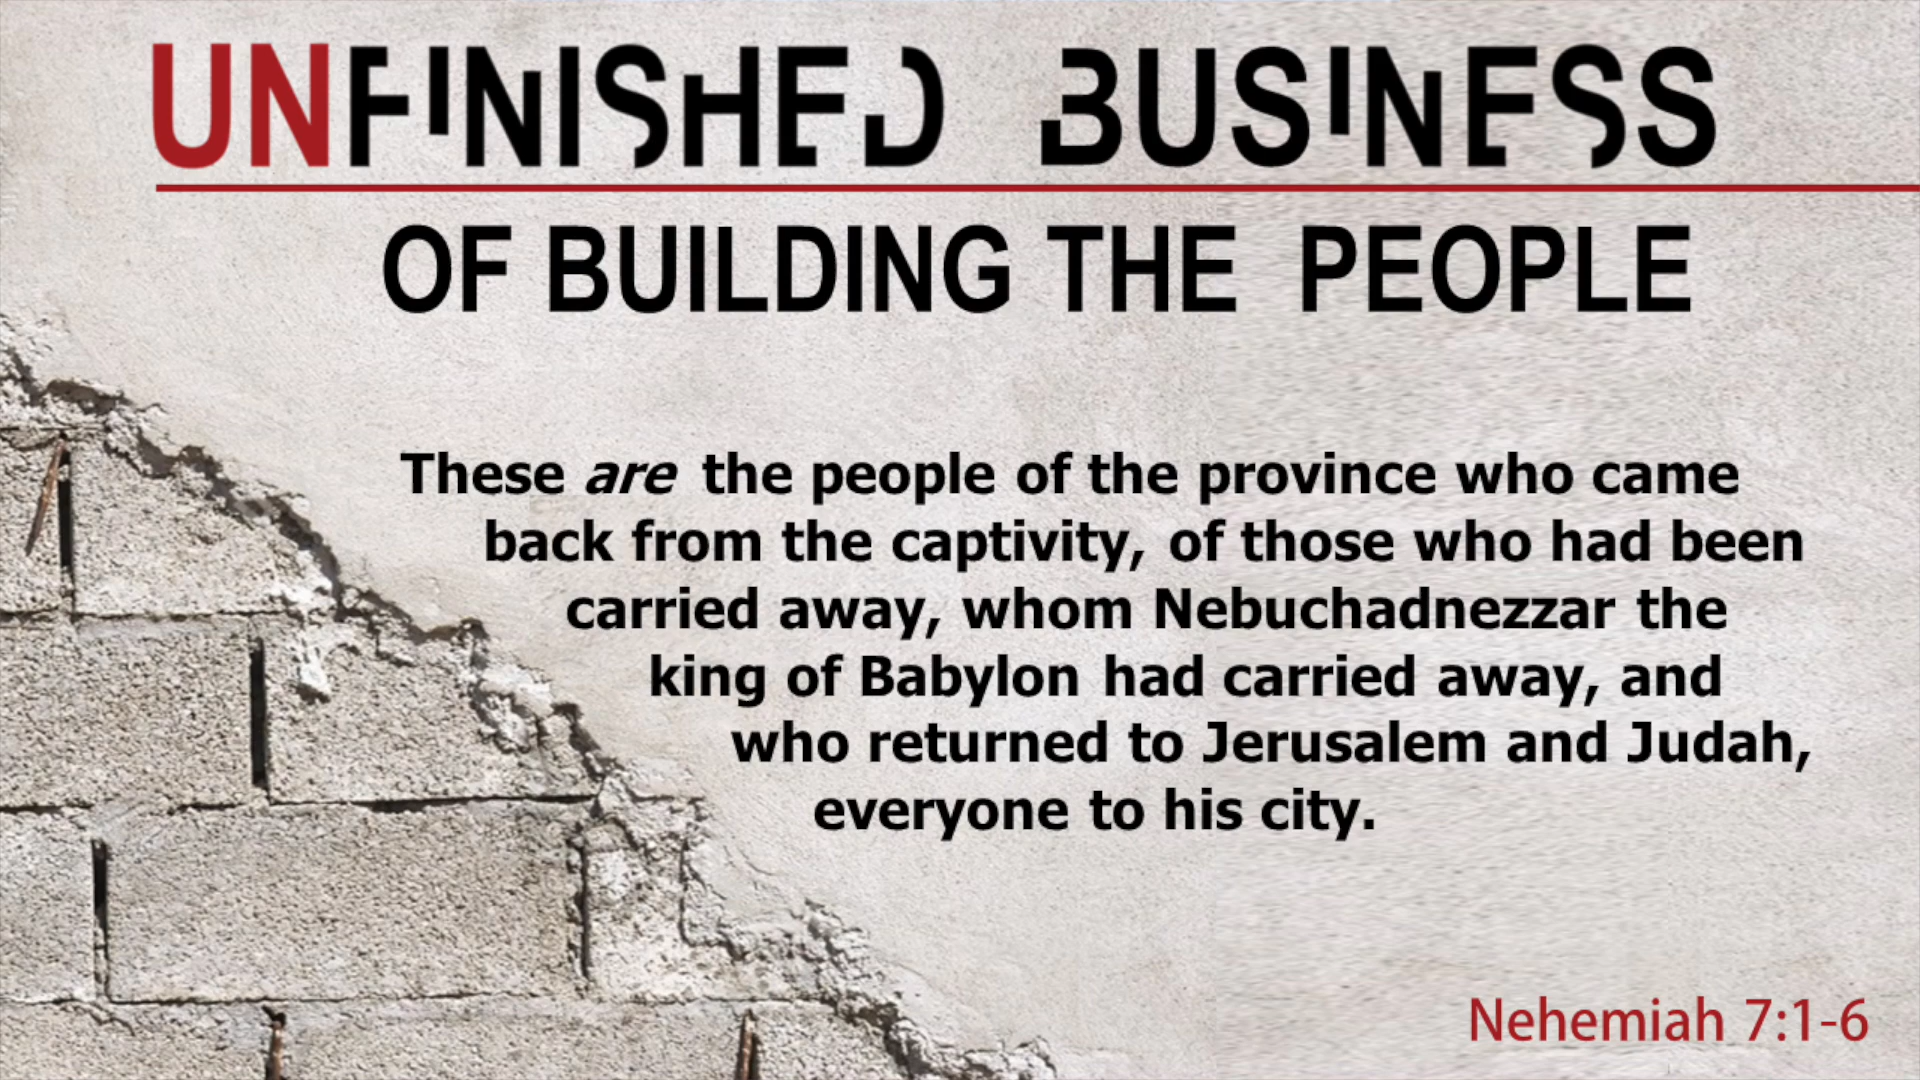 UNFINISHED BUSINESS
OF BUILDING THE PEOPLE
These are the people of the province who came
back from the captivity, of those who had been
carried away, whom Nebuchadnezzar the
king of Babylon had carried away, and
who returned to Jerusalem and Judah,
everyone to his city.
Nehemiah 7:1-6